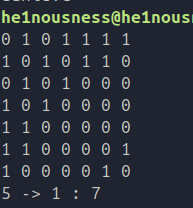 he1nousness@he1nous
0 1 0 1 1 1 1
1 0 1 0 1 1 0
0 1 0 1 0 0 0
1 0 1 0 0 0 0
1 1 0 0 0 0 0
1 1 0 0 0 0 1
1 0 0 0 0 1 0
5 -> 1 : 7